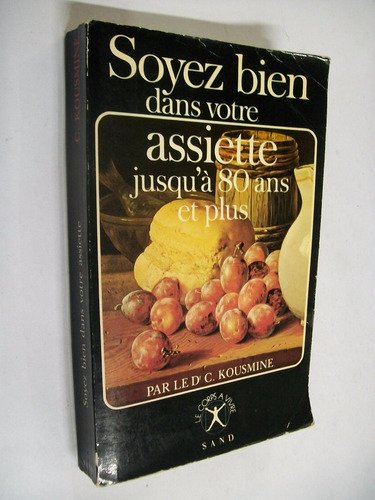 Soyez bien
dans votre
assiette
jusqu'à 80 ans
et plus
PAR LE Dr C. KOUSMINE
LE CORPS A VIVRE
SAND
C. KOUSMINE
Soyez bien dans votre assiette